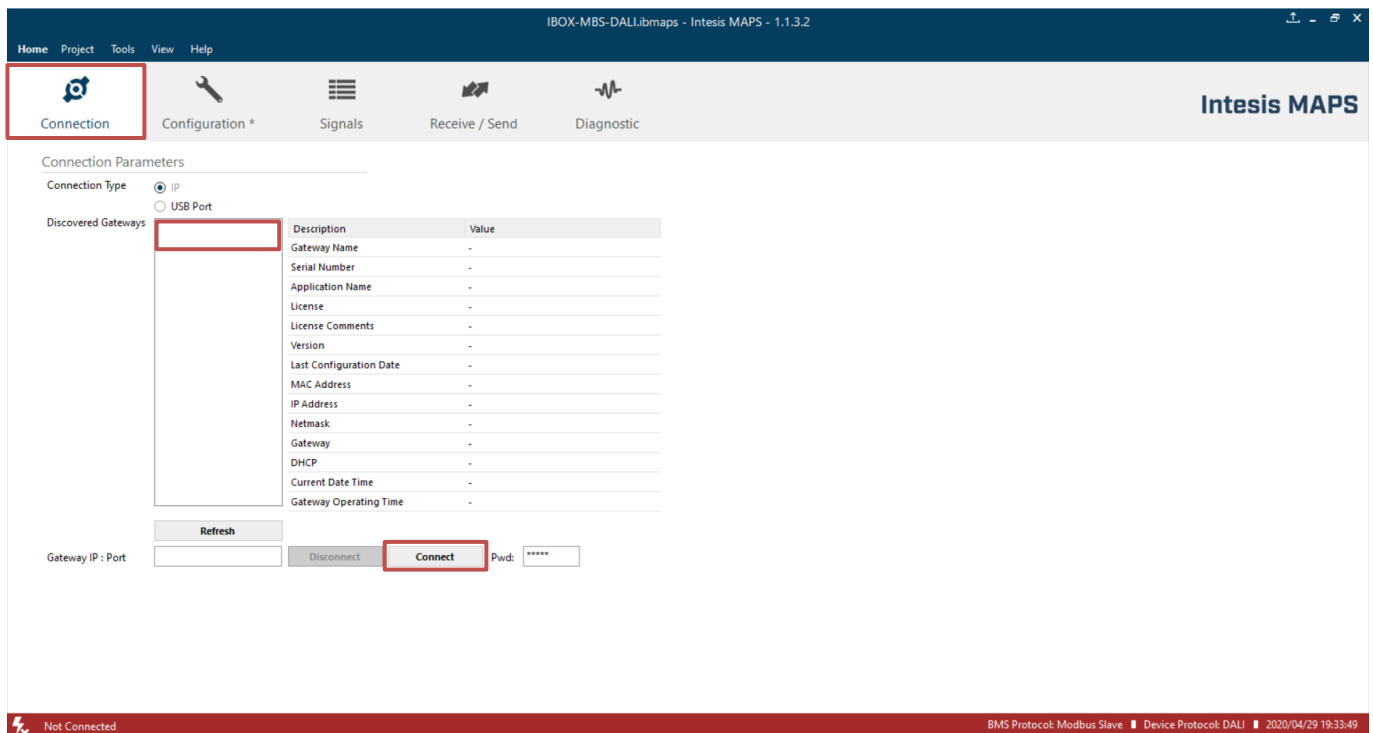 IBOX-MBS-DALI.ibmaps - Intesis MAPS - 1.1.3.2
Home Project Tools View Help
Connection Configuration * Signals Receive / Send Diagnostic
Intesis MAPS
Connection Parameters
Connection Type IP
USB Port
Discovered Gateways
Description Value
Gateway Name -
Serial Number -
Application Name -
License -
License Comments -
Version -
Last Configuration Date -
MAC Address -
IP Address -
Netmask -
Gateway -
DHCP -
Current Date Time -
Gateway Operating Time -
Refresh
Gateway IP : Port Disconnect Connect Pwd: *****
Not Connected BMS Protocol: Modbus Slave Device Protocol: DALI 2020/04/29 19:33:49